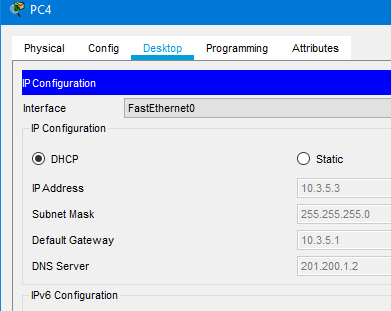 PC4
Physical Config Desktop Programming Attributes
IP Configuration
Interface FastEthernet0
IP Configuration
DHCP Static
IP Address 10.3.5.3
Subnet Mask 255.255.255.0
Default Gateway 10.3.5.1
DNS Server 201.200.1.2
IPv6 Configuration